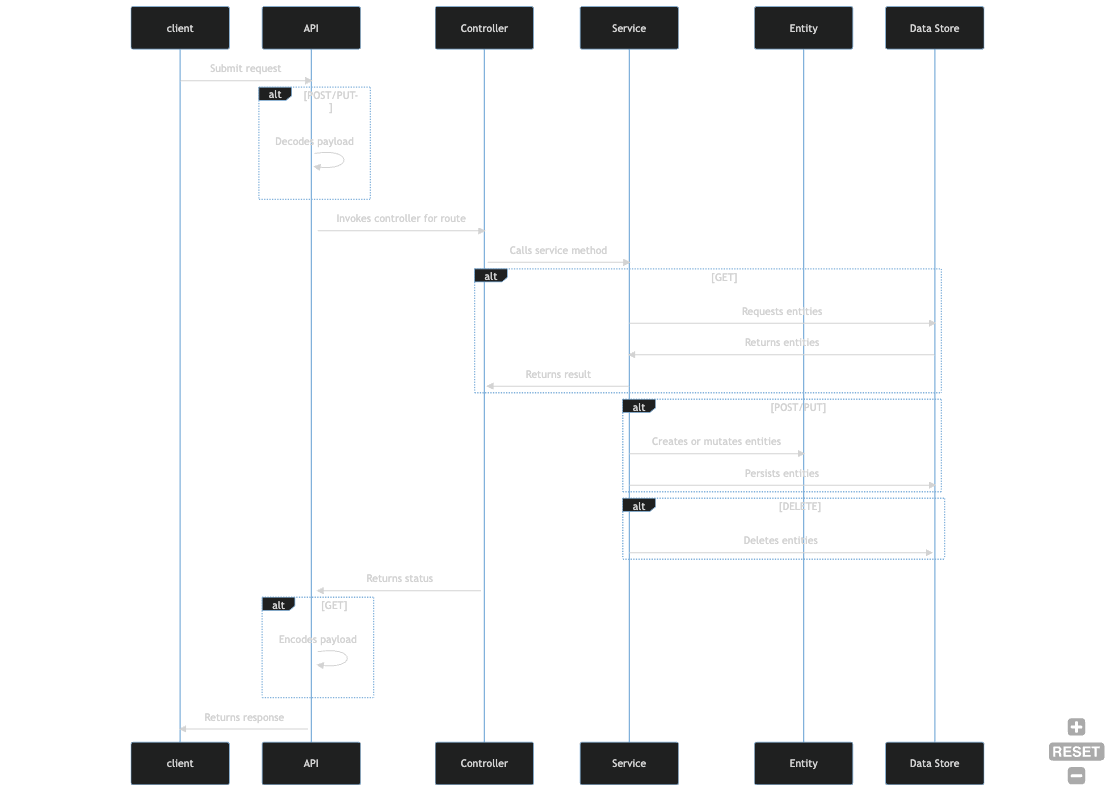 client
API
Controller
Service
Entity
Data Store
Submit request
alt
[POST/PUT-
]
Decodes payload
Invokes controller for route
Calls service method
alt
[GET]
Requests entities
Returns entities
Returns result
alt
[POST/PUT]
Creates or mutates entities
Persists entities
alt
[DELETE]
Deletes entities
Returns status
alt
[GET]
Encodes payload
Returns response
client
API
Controller
Service
Entity
Data Store
RESET